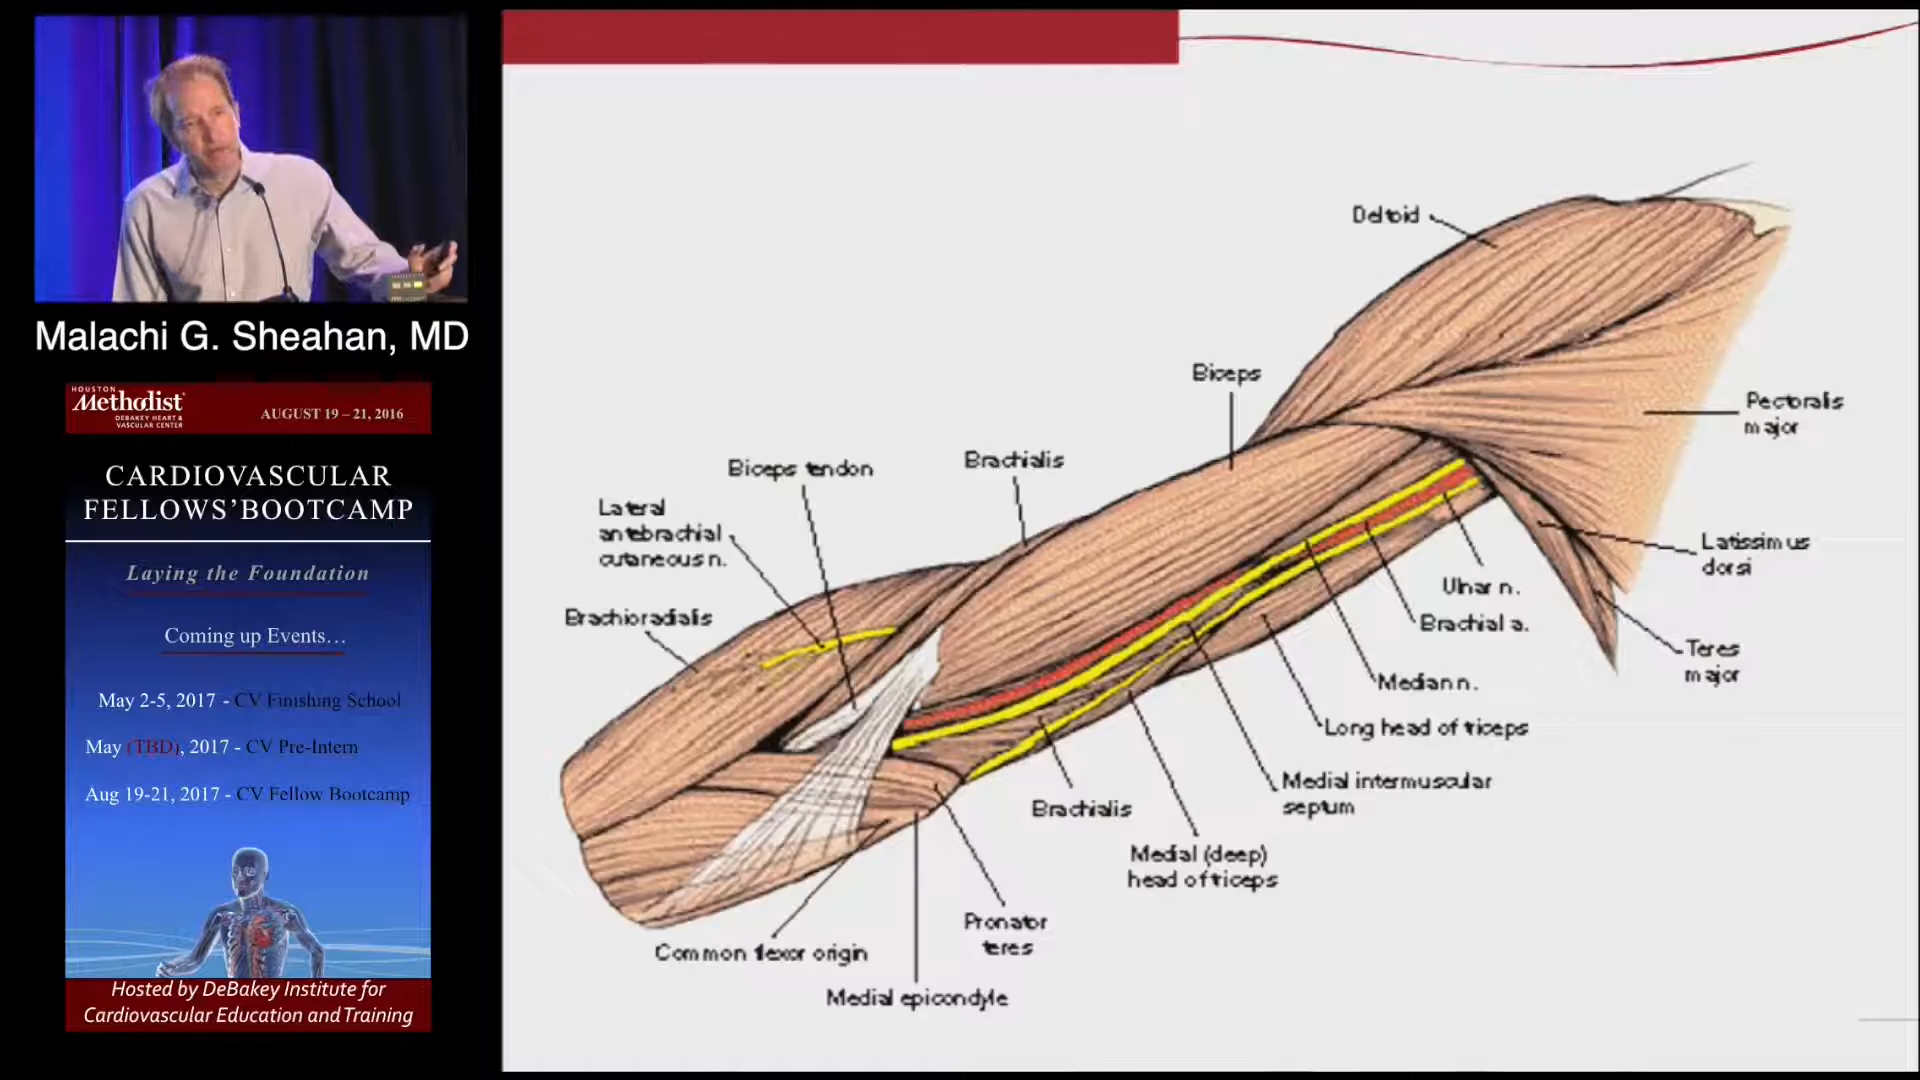 Malachi G. Sheahan, MD
HOUSTON
Methodist
DEBAKEY HEART &
VASCULAR CENTER
AUGUST 19 – 21, 2016
CARDIOVASCULAR
FELLOWS'BOOTCAMP
Laying the Foundation
Coming up Events…
May 2-5, 2017 - CV Finishing School
May (TBD), 2017 - CV Pre-Intern
Aug 19-21, 2017 - CV Fellow Bootcamp
Hosted by DeBakey Institute for
Cardiovascular Education and Training
Deltoid
Biceps
Pectoralis
major
Brachialis
Biceps tendon
Lateral
antebrachial
cutaneous n.
Latissimus
dorsi
Ulnar n.
Brachioradialis
Brachial a.
Teres
major
Median n.
Long head of triceps
Medial intermuscular
septum
Brachialis
Medial (deep)
head of triceps
Pronator
teres
Common flexor origin
Medial epicondyle